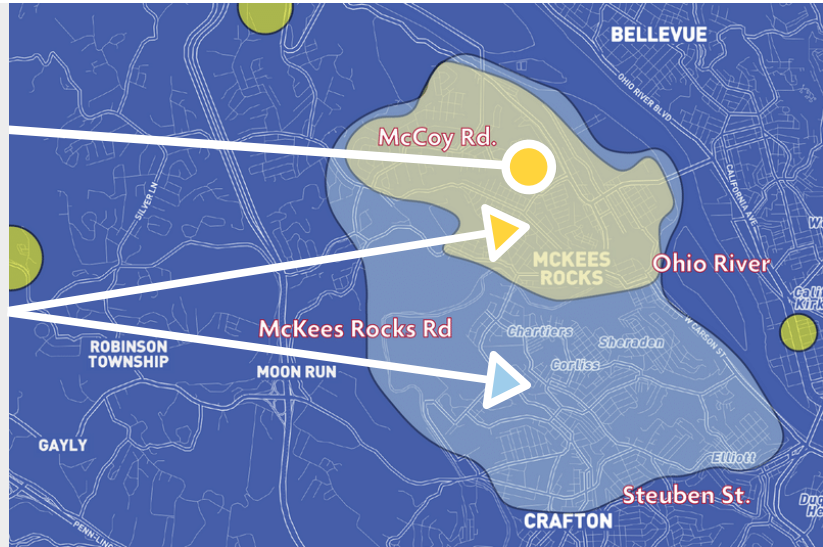 BELLEVUE
OHIO RIVER BLVD
McCoy Rd.
CALIFORNIA AVE
SILVER LN
MCKEES
ROCKS
Ohio River
McKees Rocks Rd
Chartiers
Sheraden
W CARSON ST
ROBINSON
TOWNSHIP
MOON RUN
Corliss
GAYLY
Elliott
Steuben St.
CRAFTON